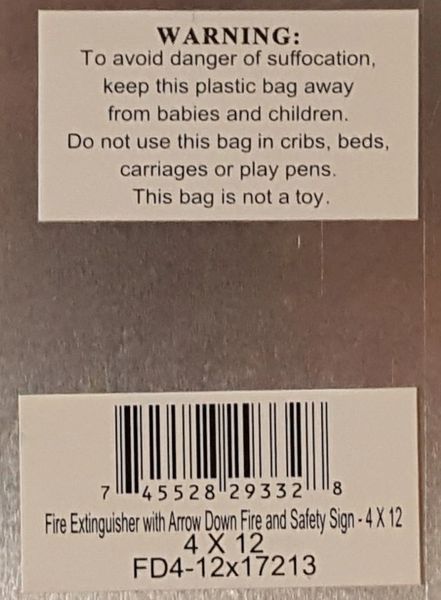 WARNING:
To avoid danger of suffocation,
keep this plastic bag away
from babies and children.
Do not use this bag in cribs, beds,
carriages or play pens.
This bag is not a toy.
7 45528 29332 8
Fire Extinguisher with Arrow Down Fire and Safety Sign - 4 X 12
4 X 12
FD4-12x17213